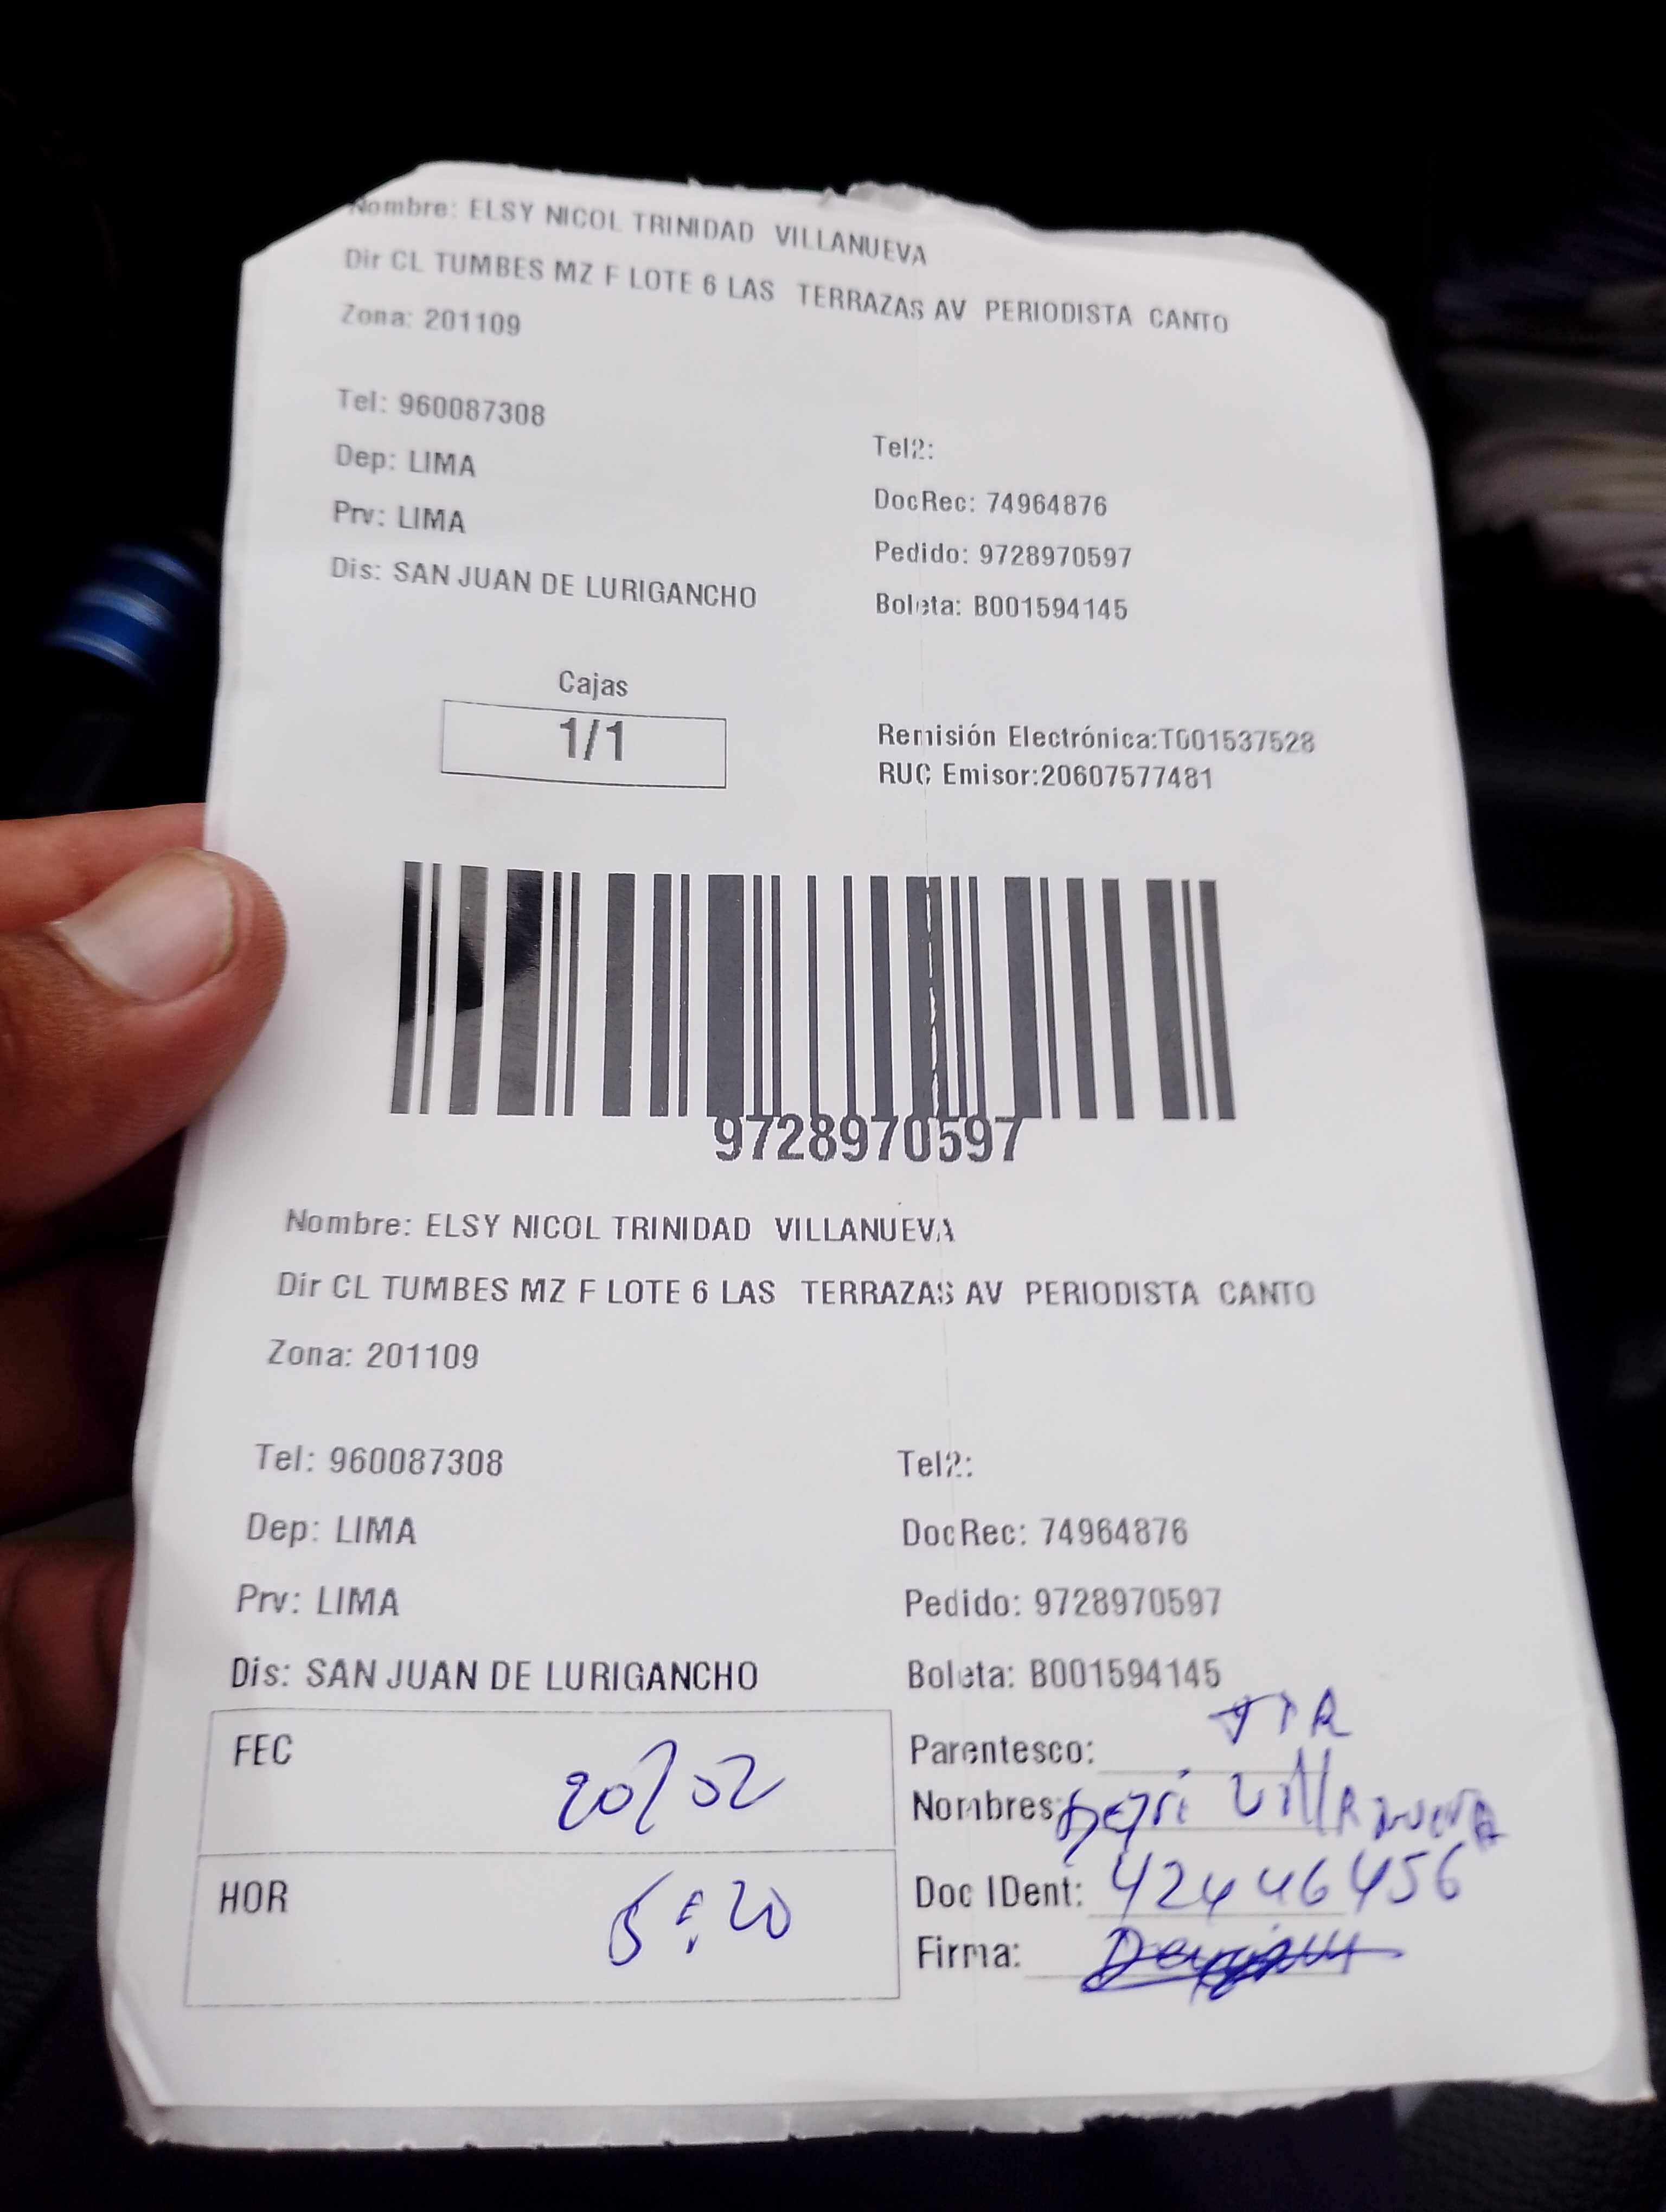 Nombre: ELSY NICOL TRINIDAD VILLANUEVA
Dir CL TUMBES MZ F LOTE 6 LAS TERRAZAS AV PERIODISTA CANTO
Zona: 201109
Tel: 960087308
Tel2:
Dep: LIMA
DocRec: 74964876
Prv: LIMA
Pedido: 9728970597
Dis: SAN JUAN DE LURIGANCHO
Boleta: B001594145
Cajas
1/1
Remisión Electrónica:T001537528
RUC Emisor:20607577481
9728970597
Nombre: ELSY NICOL TRINIDAD VILLANUEVA
Dir CL TUMBES MZ F LOTE 6 LAS TERRAZAS AV PERIODISTA CANTO
Zona: 201109
Tel: 960087308
Tel2:
Dep: LIMA
DocRec: 74964876
Prv: LIMA
Pedido: 9728970597
Dis: SAN JUAN DE LURIGANCHO
Boleta: B001594145
FEC 20/02
Parentesco:
Nombres: Villanueva
HOR 5:20
Doc IDent: 42446456
Firma: